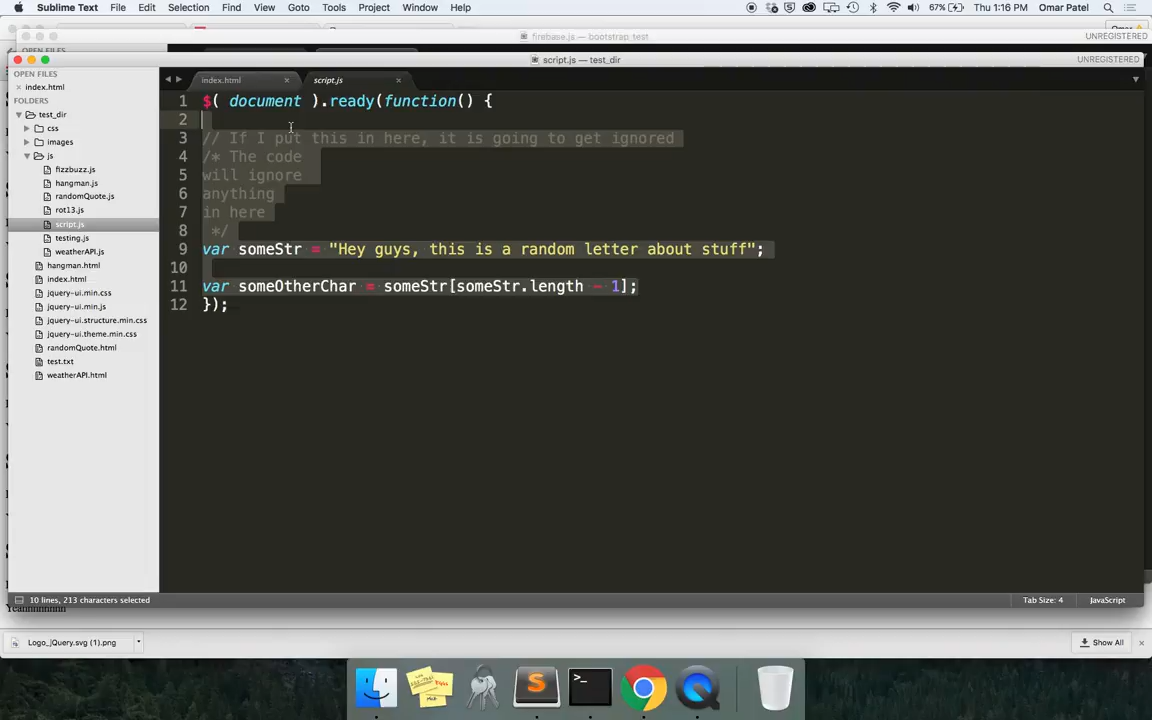 Sublime Text File Edit Selection Find View Goto Tools Project Window Help 67% Thu 1:16 PM Omar Patel
firebase.js — bootstrap_test UNREGISTERED
script.js — test_dir UNREGISTERED
OPEN FILES
index.html
FOLDERS
test_dir
css
images
js
fizzbuzz.js
hangman.js
randomQuote.js
rot13.js
script.js
testing.js
weatherAPI.js
hangman.html
index.html
jquery-ui.min.css
jquery-ui.min.js
jquery-ui.structure.min.css
jquery-ui.theme.min.css
randomQuote.html
test.txt
weatherAPI.html
index.html × script.js ×
1 $( document ).ready(function() {
2
3 // If I put this in here, it is going to get ignored
4 /* The code
5 will ignore
6 anything
7 in here
8 */
9 var someStr = "Hey guys, this is a random letter about stuff";
10
11 var someOtherChar = someStr[someStr.length - 1];
12 });
10 lines, 213 characters selected Tab Size: 4 JavaScript
Logo_jQuery.svg (1).png Show All